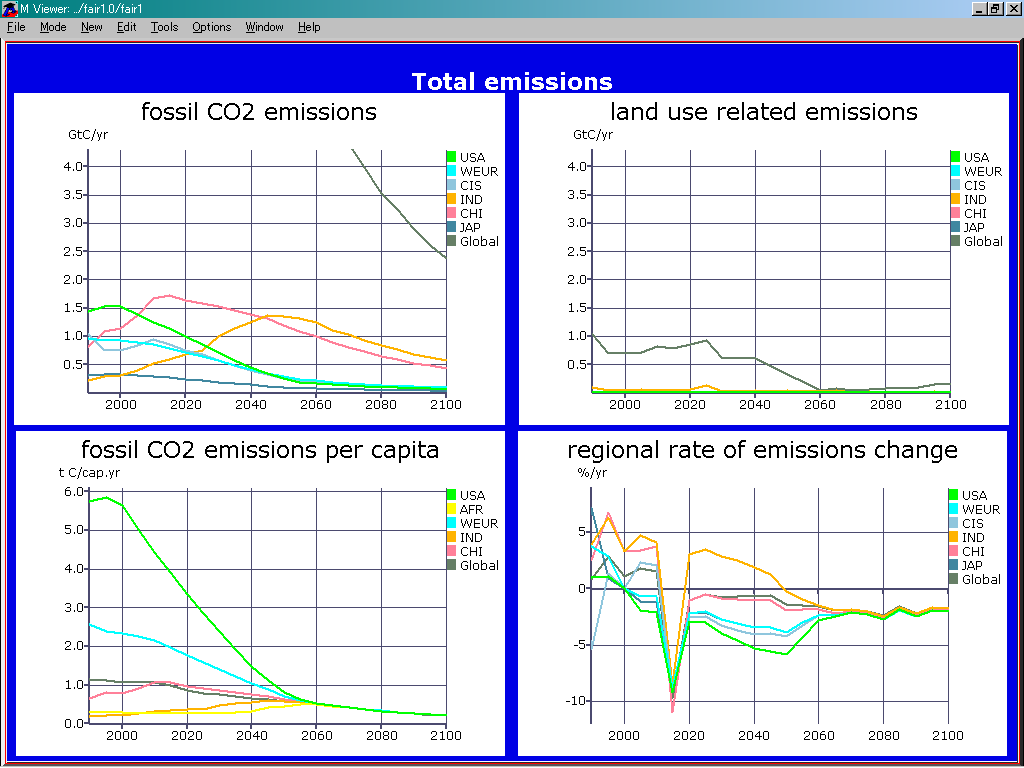 M Viewer: ../fair1.0/fair1
File Mode New Edit Tools Options Window Help
Total emissions
fossil CO2 emissions
GtC/yr
4.0
3.5
3.0
2.5
2.0
1.5
1.0
0.5
2000 2020 2040 2060 2080 2100
USA
WEUR
CIS
IND
CHI
JAP
Global
land use related emissions
GtC/yr
4.0
3.5
3.0
2.5
2.0
1.5
1.0
0.5
2000 2020 2040 2060 2080 2100
USA
WEUR
CIS
IND
CHI
JAP
Global
fossil CO2 emissions per capita
t C/cap.yr
6.0
5.0
4.0
3.0
2.0
1.0
0.0
2000 2020 2040 2060 2080 2100
USA
AFR
WEUR
IND
CHI
Global
regional rate of emissions change
%/yr
5
0
-5
-10
2000 2020 2040 2060 2080 2100
USA
WEUR
CIS
IND
CHI
JAP
Global